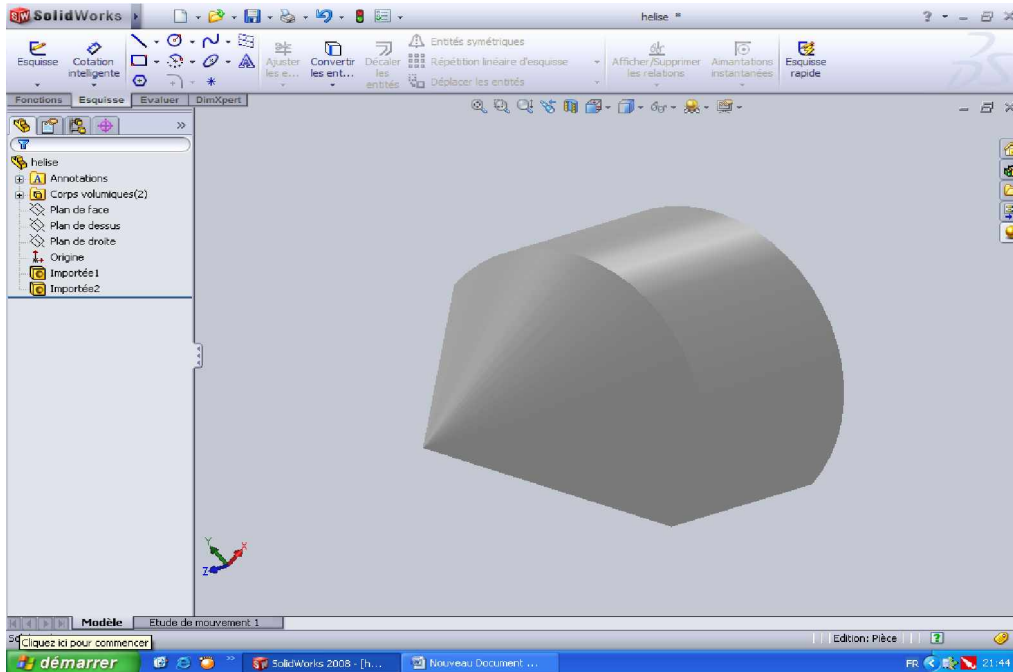 SolidWorks
helise *
Esquisse
Cotation intelligente
Ajuster les e...
Convertir les ent...
Décaler les entités
Entités symétriques
Répétition linéaire d'esquisse
Déplacer les entités
Afficher/Supprimer les relations
Aimantations instantanées
Esquisse rapide
Fonctions Esquisse Evaluer DimXpert
helise
Annotations
Corps volumiques(2)
Plan de face
Plan de dessus
Plan de droite
Origine
Importée1
Importée2
Y X
Z
Modèle Etude de mouvement 1
Cliquez ici pour commencer
Edition: Pièce
démarrer
SolidWorks 2008 - [h...
Nouveau Document ...
FR
21:44